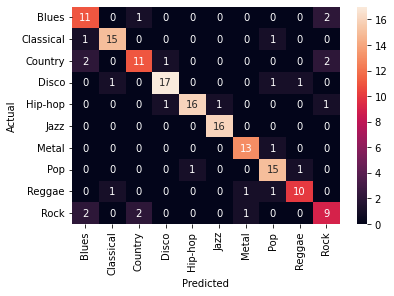 Blues 11 0 1 0 0 0 0 0 0 2
Classical 1 15 0 0 0 0 0 1 0 0
Country 2 0 11 1 0 0 0 0 0 2
Disco 0 1 0 17 0 0 0 1 1 0
Hip-hop 0 0 0 1 16 1 0 0 0 1
Jazz 0 0 0 0 0 16 0 0 0 0
Metal 0 0 0 0 0 0 13 1 0 0
Pop 0 0 0 0 1 0 0 15 1 0
Reggae 0 1 0 0 0 0 1 1 10 0
Rock 2 0 2 0 0 0 1 0 0 9
Actual
Blues Classical Country Disco Hip-hop Jazz Metal Pop Reggae Rock
Predicted
16
14
12
10
8
6
4
2
0